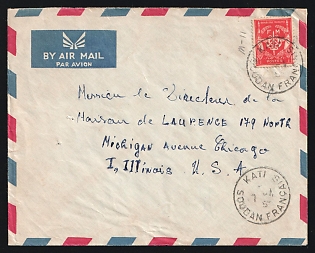 BY AIR MAIL
PAR AVION
SOUDAN FRANÇAIS
Monsieur le Directeur de la
Maison de LAURENCE 179 NORTH
Michigan Avenue Chicago
I, Illinois U. S. A
KATI
SOUDAN FRANÇAIS